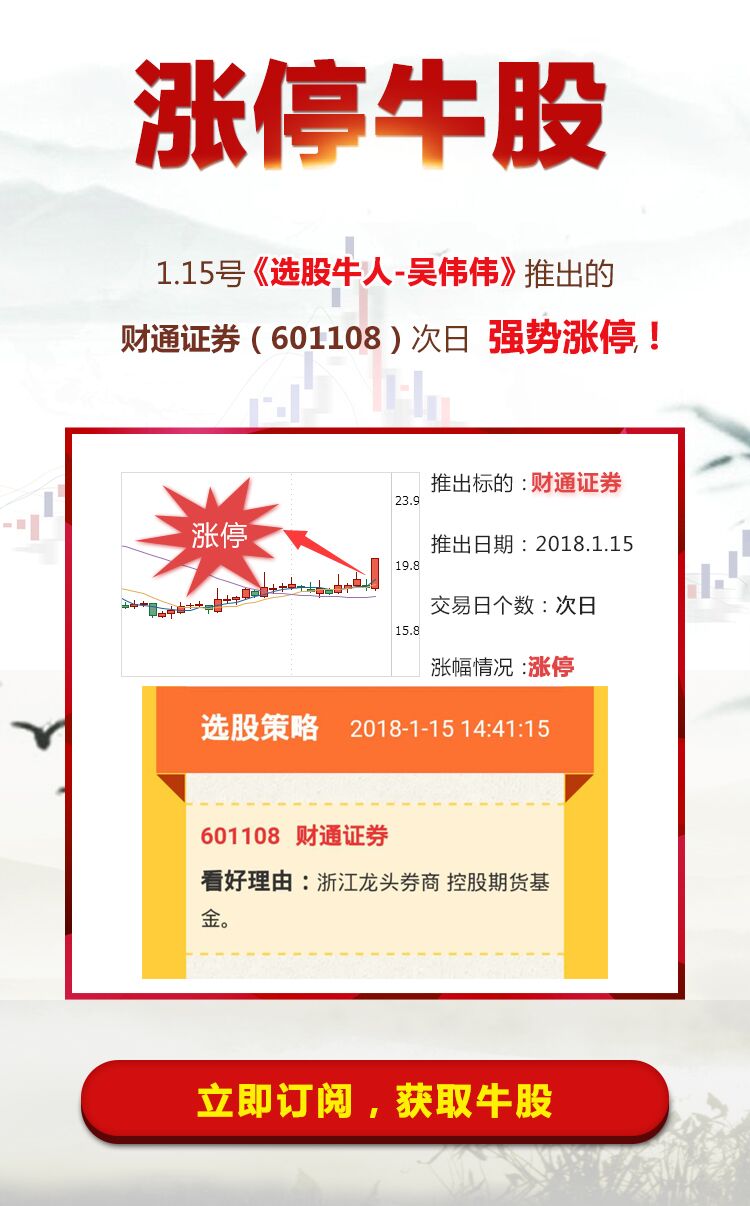 涨停牛股
1.15号《选股牛人-吴伟伟》推出的
财通证券（601108）次日 强势涨停,！
涨停
23.9
19.8
15.8
推出标的：财通证券
推出日期：2018.1.15
交易日个数：次日
涨幅情况：涨停
选股策略 2018-1-15 14:41:15
601108 财通证券
看好理由：浙江龙头券商 控股期货基
金。
立即订阅，获取牛股